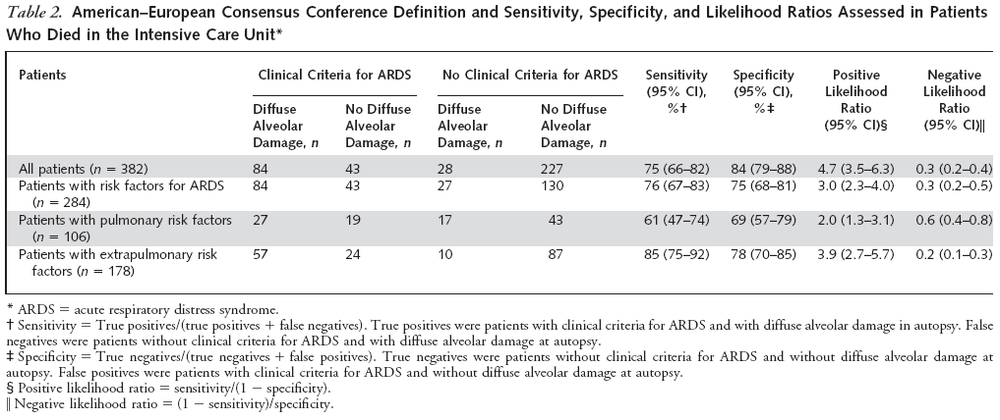 Table 2. American–European Consensus Conference Definition and Sensitivity, Specificity, and Likelihood Ratios Assessed in Patients
Who Died in the Intensive Care Unit*
Patients Clinical Criteria for ARDS No Clinical Criteria for ARDS Sensitivity Specificity Positive Negative
(95% CI), (95% CI), Likelihood Likelihood
%† %‡ Ratio Ratio
Diffuse No Diffuse Diffuse No Diffuse (95% CI)§ (95% CI)‖
Alveolar Alveolar Alveolar Alveolar
Damage, n Damage, n Damage, n Damage, n
All patients (n = 382) 84 43 28 227 75 (66–82) 84 (79–88) 4.7 (3.5–6.3) 0.3 (0.2–0.4)
Patients with risk factors for ARDS 84 43 27 130 76 (67–83) 75 (68–81) 3.0 (2.3–4.0) 0.3 (0.2–0.5)
(n = 284)
Patients with pulmonary risk factors 27 19 17 43 61 (47–74) 69 (57–79) 2.0 (1.3–3.1) 0.6 (0.4–0.8)
(n = 106)
Patients with extrapulmonary risk 57 24 10 87 85 (75–92) 78 (70–85) 3.9 (2.7–5.7) 0.2 (0.1–0.3)
factors (n = 178)
* ARDS = acute respiratory distress syndrome.
† Sensitivity = True positives/(true positives + false negatives). True positives were patients with clinical criteria for ARDS and with diffuse alveolar damage in autopsy. False
negatives were patients without clinical criteria for ARDS and with diffuse alveolar damage at autopsy.
‡ Specificity = True negatives/(true negatives + false positives). True negatives were patients without clinical criteria for ARDS and without diffuse alveolar damage at
autopsy. False positives were patients with clinical criteria for ARDS and without diffuse alveolar damage at autopsy.
§ Positive likelihood ratio = sensitivity/(1 − specificity).
‖ Negative likelihood ratio = (1 − sensitivity)/specificity.